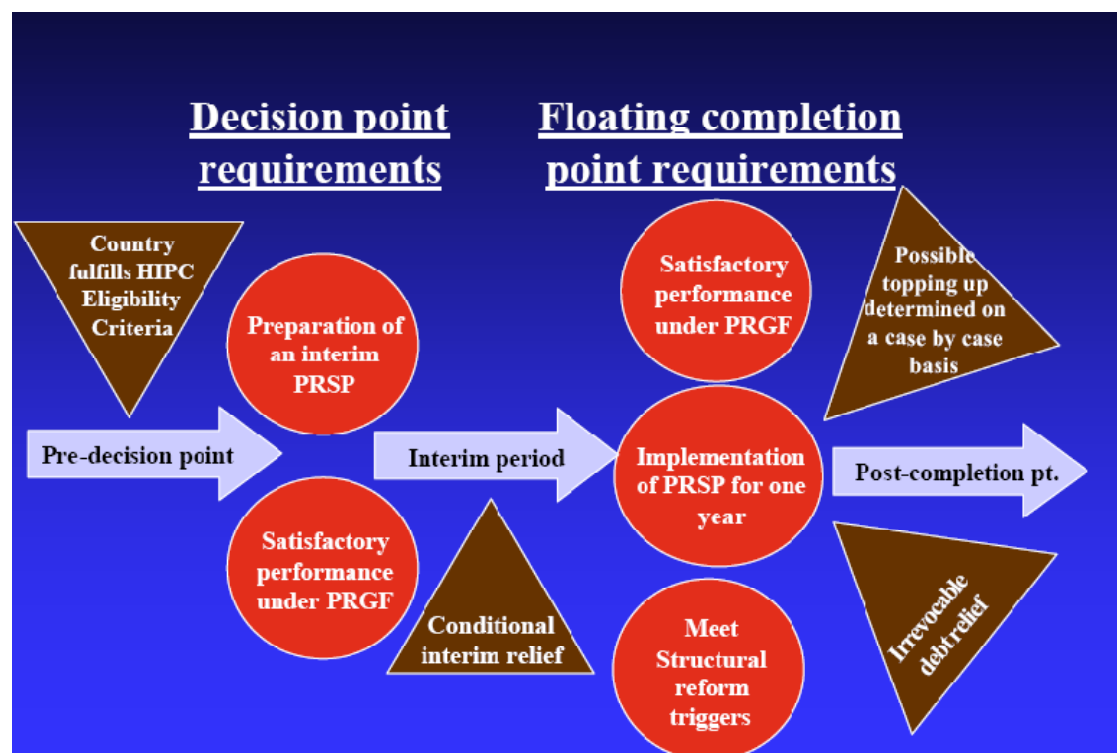 Decision point
requirements
Floating completion
point requirements
Country
fulfills HIPC
Eligibility
Criteria
Preparation of
an interim
PRSP
Satisfactory
performance
under PRGF
Possible
topping up
determined on
a case by case
basis
Pre-decision point
Interim period
Implementation
of PRSP for one
year
Post-completion pt.
Satisfactory
performance
under PRGF
Conditional
interim relief
Meet
Structural
reform
triggers
Irrevocable
debt relief